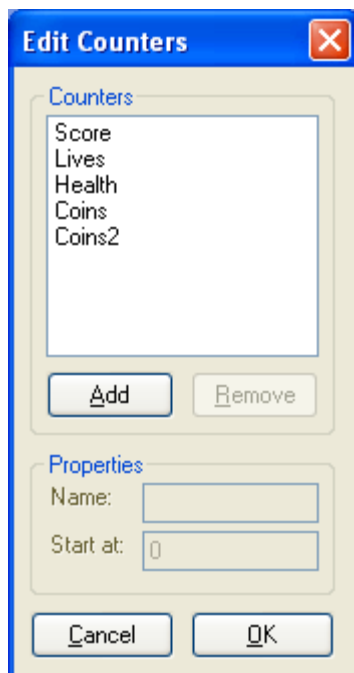 Edit Counters
Counters
Score
Lives
Health
Coins
Coins2
Add Remove
Properties
Name:
Start at: 0
Cancel OK